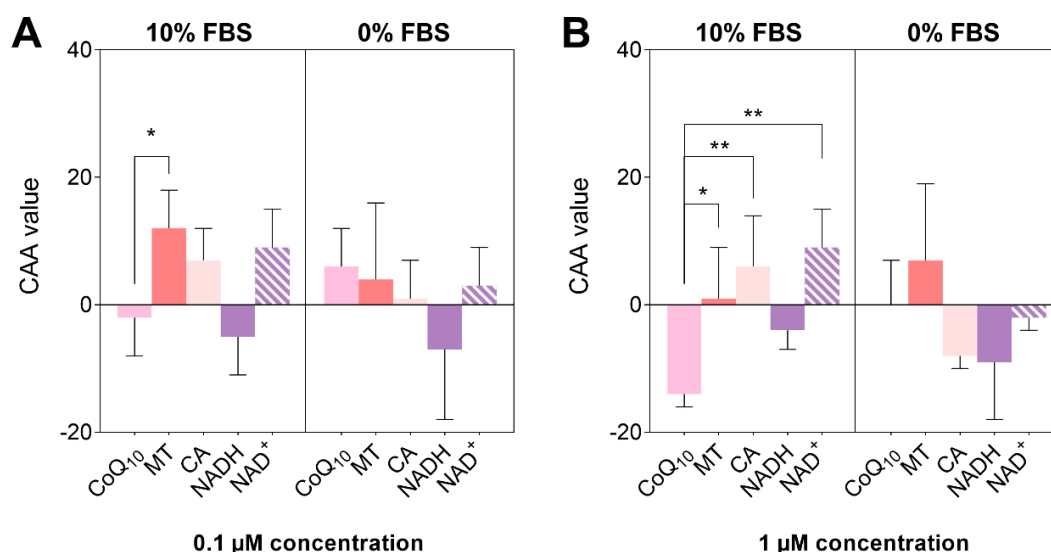 A
10% FBS
0% FBS
40
20
0
-20
CAA value
*
CoQ₁₀
MT
CA
NADH
NAD⁺
CoQ₁₀
MT
CA
NADH
NAD⁺
0.1 µM concentration
B
10% FBS
0% FBS
40
20
0
-20
CAA value
**
**
*
CoQ₁₀
MT
CA
NADH
NAD⁺
CoQ₁₀
MT
CA
NADH
NAD⁺
1 µM concentration